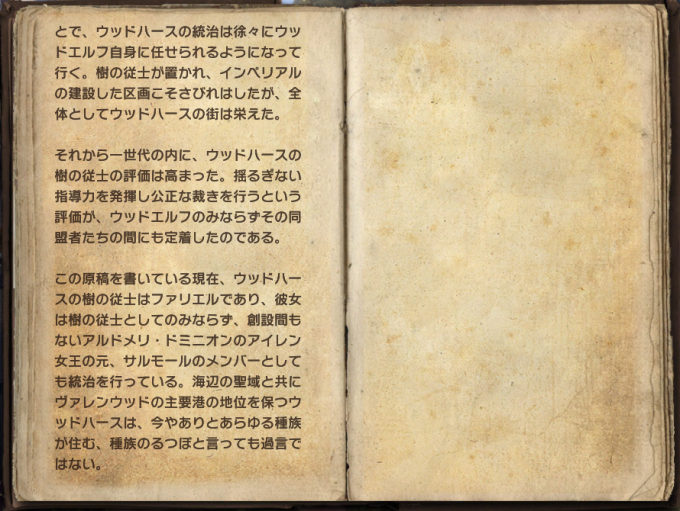 とで、ウッドハースの統治は徐々にウッ
ドエルフ自身に任せられるようになって
行く。樹の従士が置かれ、インペリアル
の建設した区画こそさびれはしたが、全
体としてウッドハースの街は栄えた。

それから一世代の内に、ウッドハースの
樹の従士の評価は高まった。揺るぎない
指導力を発揮し公正な裁きを行うという
評価が、ウッドエルフのみならずその同
盟者たちの間にも定着したのである。

この原稿を書いている現在、ウッドハー
スの樹の従士はファリエルであり、彼女
は樹の従士としてのみならず、創設間も
ないアルドメリ・ドミニオンのアイレン
女王の元、サルモールのメンバーとして
も統治を行っている。海辺の聖域と共に
ヴァレンウッドの主要港の地位を保つウ
ッドハースは、今やありとあらゆる種族
が住む、種族のるつぼと言っても過言で
はない。